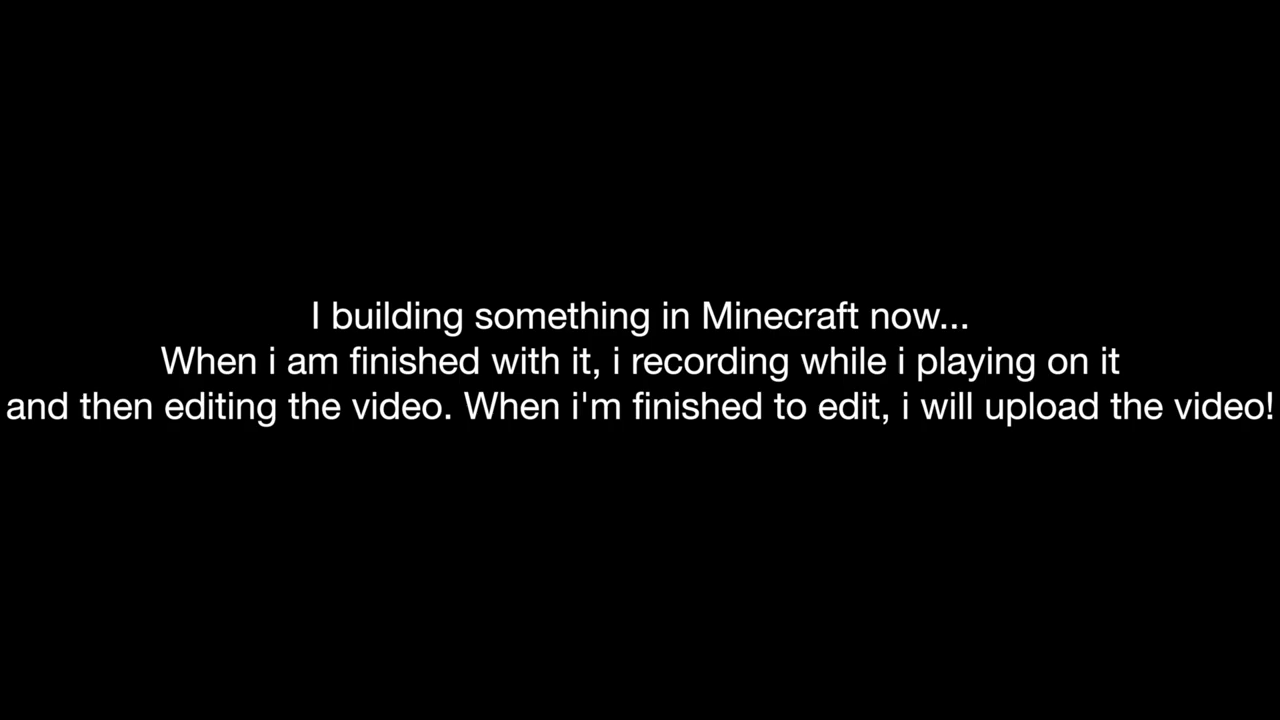 I building something in Minecraft now...
When i am finished with it, i recording while i playing on it
and then editing the video. When i'm finished to edit, i will upload the video!